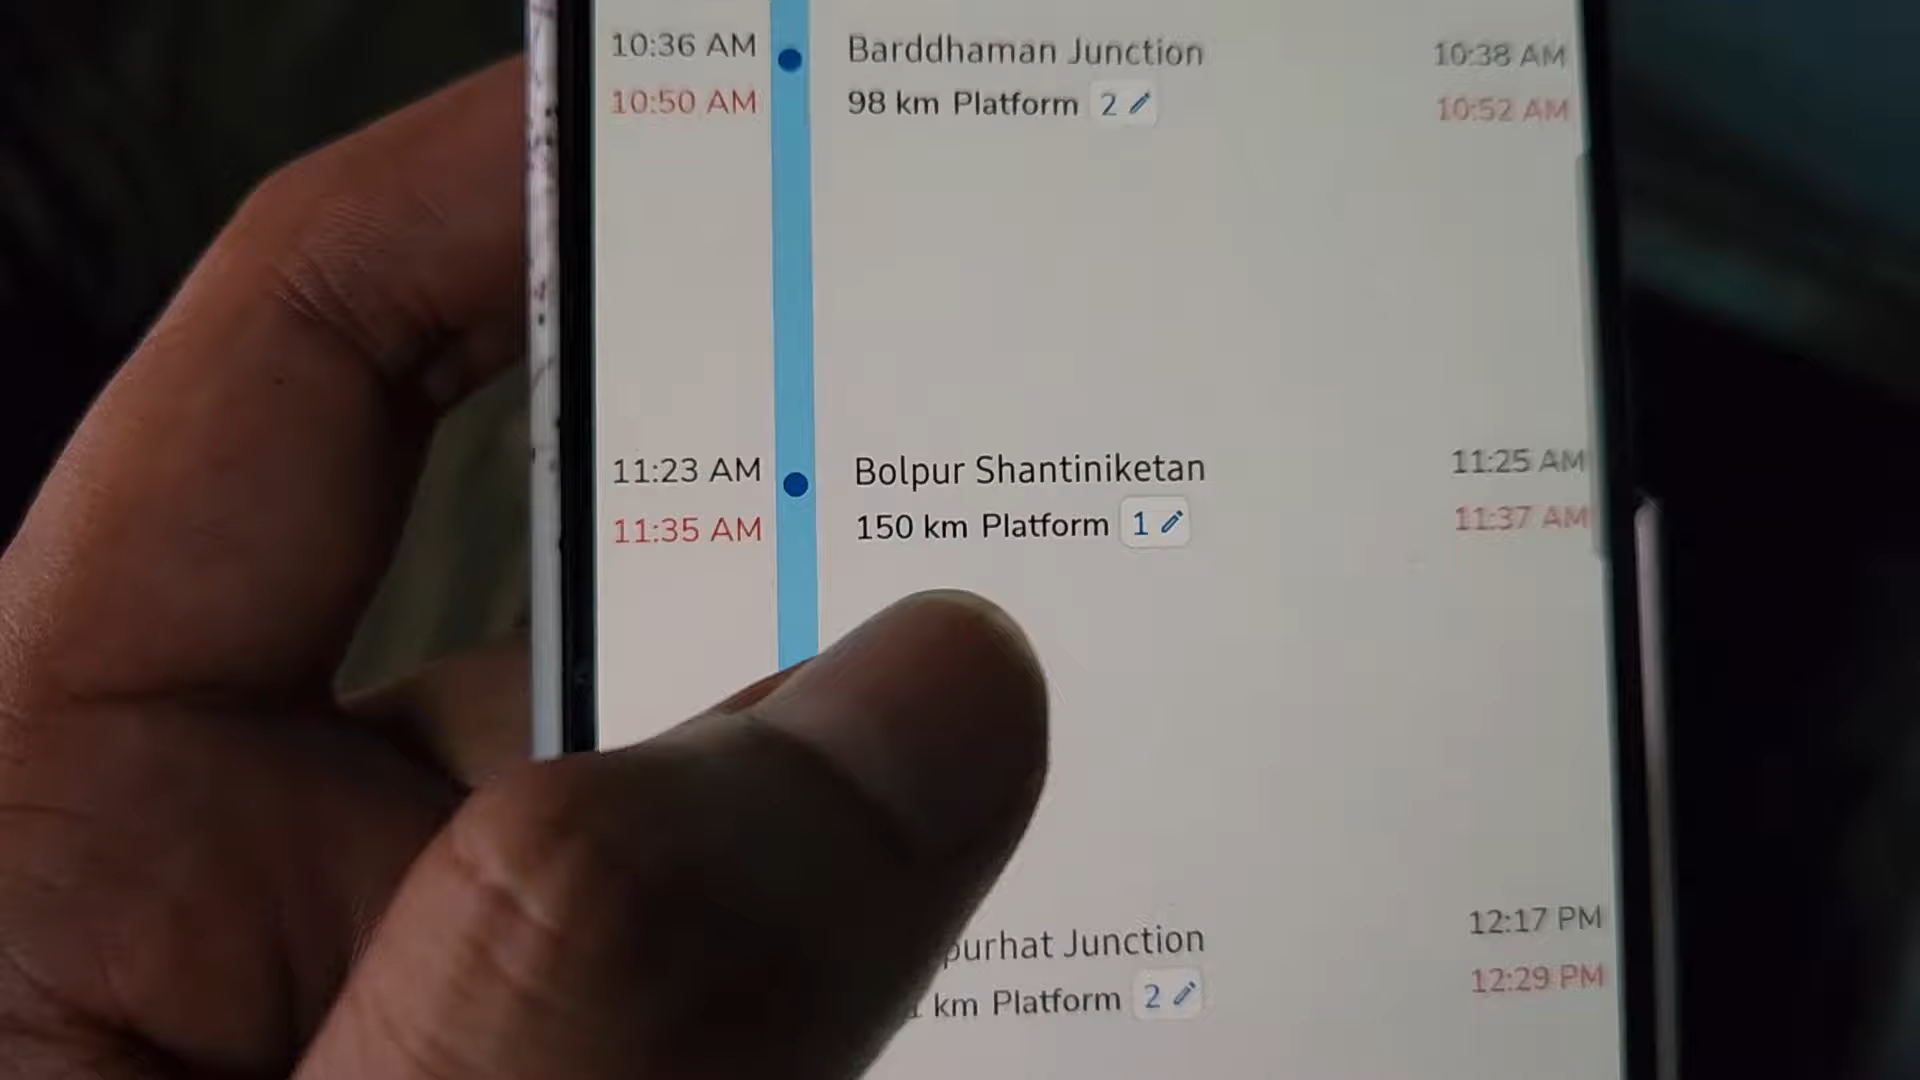 10:36 AM Barddhaman Junction 10:38 AM
10:50 AM 98 km Platform 2 10:52 AM
11:23 AM Bolpur Shantiniketan 11:25 AM
11:35 AM 150 km Platform 1 11:37 AM
purhat Junction 12:17 PM
km Platform 2 12:29 PM